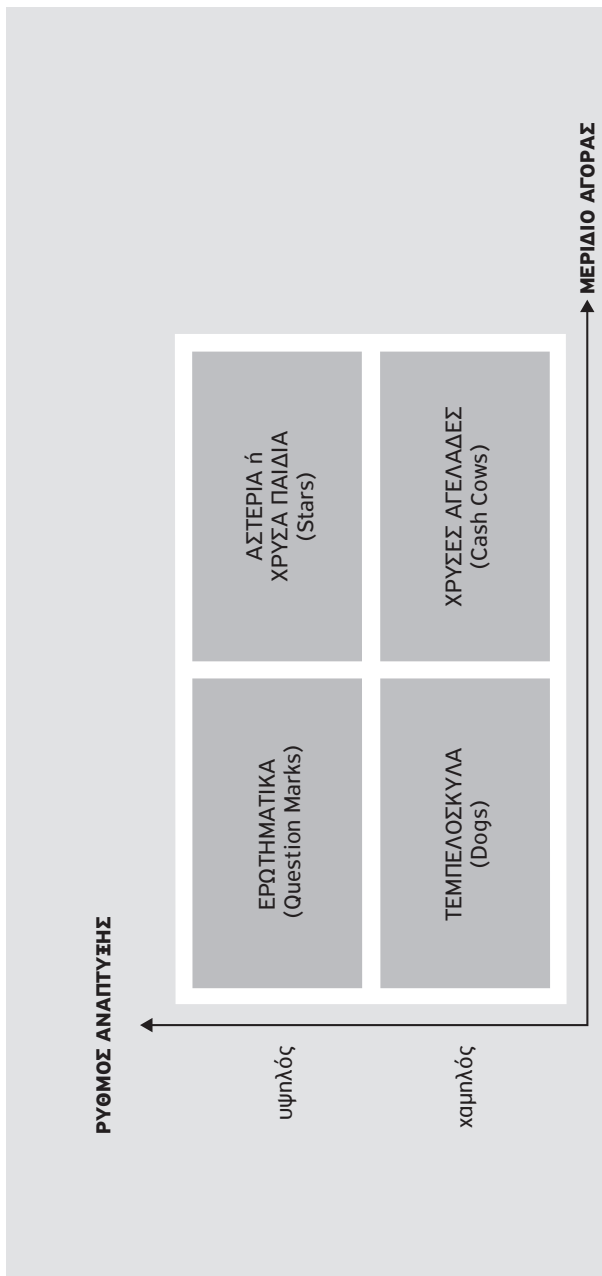 ΡΥΘΜΟΣ ΑΝΑΠΤΥΞΗΣ
υψηλός
ΕΡΩΤΗΜΑΤΙΚΑ
(Question Marks)
ΑΣΤΕΡΙΑ ή
ΧΡΥΣΑ ΠΑΙΔΙΑ
(Stars)
χαμηλός
ΤΕΜΠΕΛΟΣΚΥΛΑ
(Dogs)
ΧΡΥΣΕΣ ΑΓΕΛΑΔΕΣ
(Cash Cows)
ΜΕΡΙΔΙΟ ΑΓΟΡΑΣ